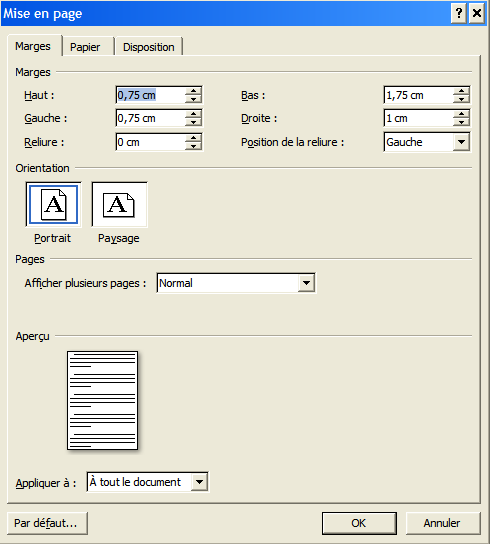 Mise en page
Marges Papier Disposition
Marges
Haut : 0,75 cm Bas : 1,75 cm
Gauche : 0,75 cm Droite : 1 cm
Reliure : 0 cm Position de la reliure : Gauche
Orientation
A A
Portrait Paysage
Pages
Afficher plusieurs pages : Normal
Aperçu
Appliquer à : À tout le document
Par défaut... OK Annuler